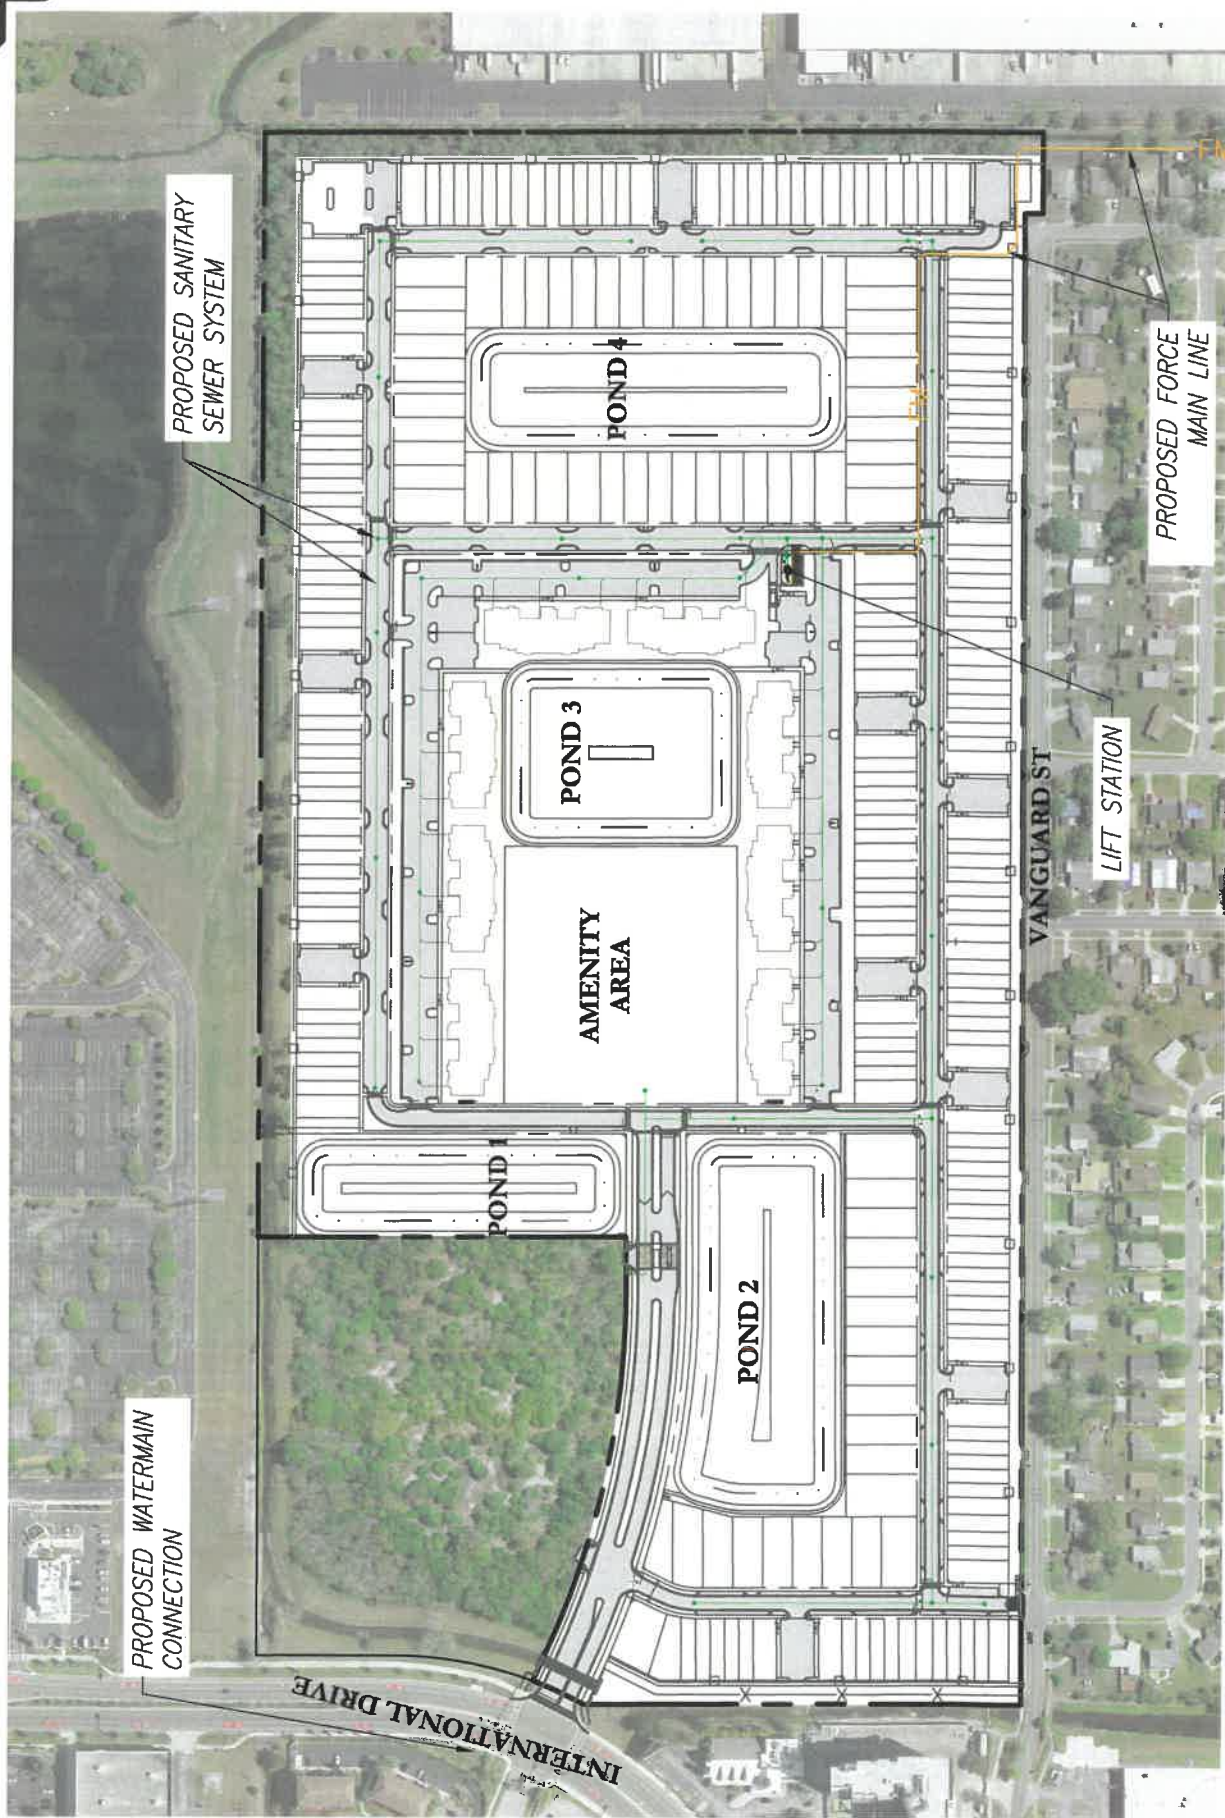 PROPOSED SANITARY
SEWER SYSTEM
POND 4
FM
FM
PROPOSED FORCE
MAIN LINE
POND 3
LIFT STATION
VANGUARD ST
AMENITY
AREA
POND 1
POND 2
PROPOSED WATERMAIN
CONNECTION
INTERNATIONAL DRIVE